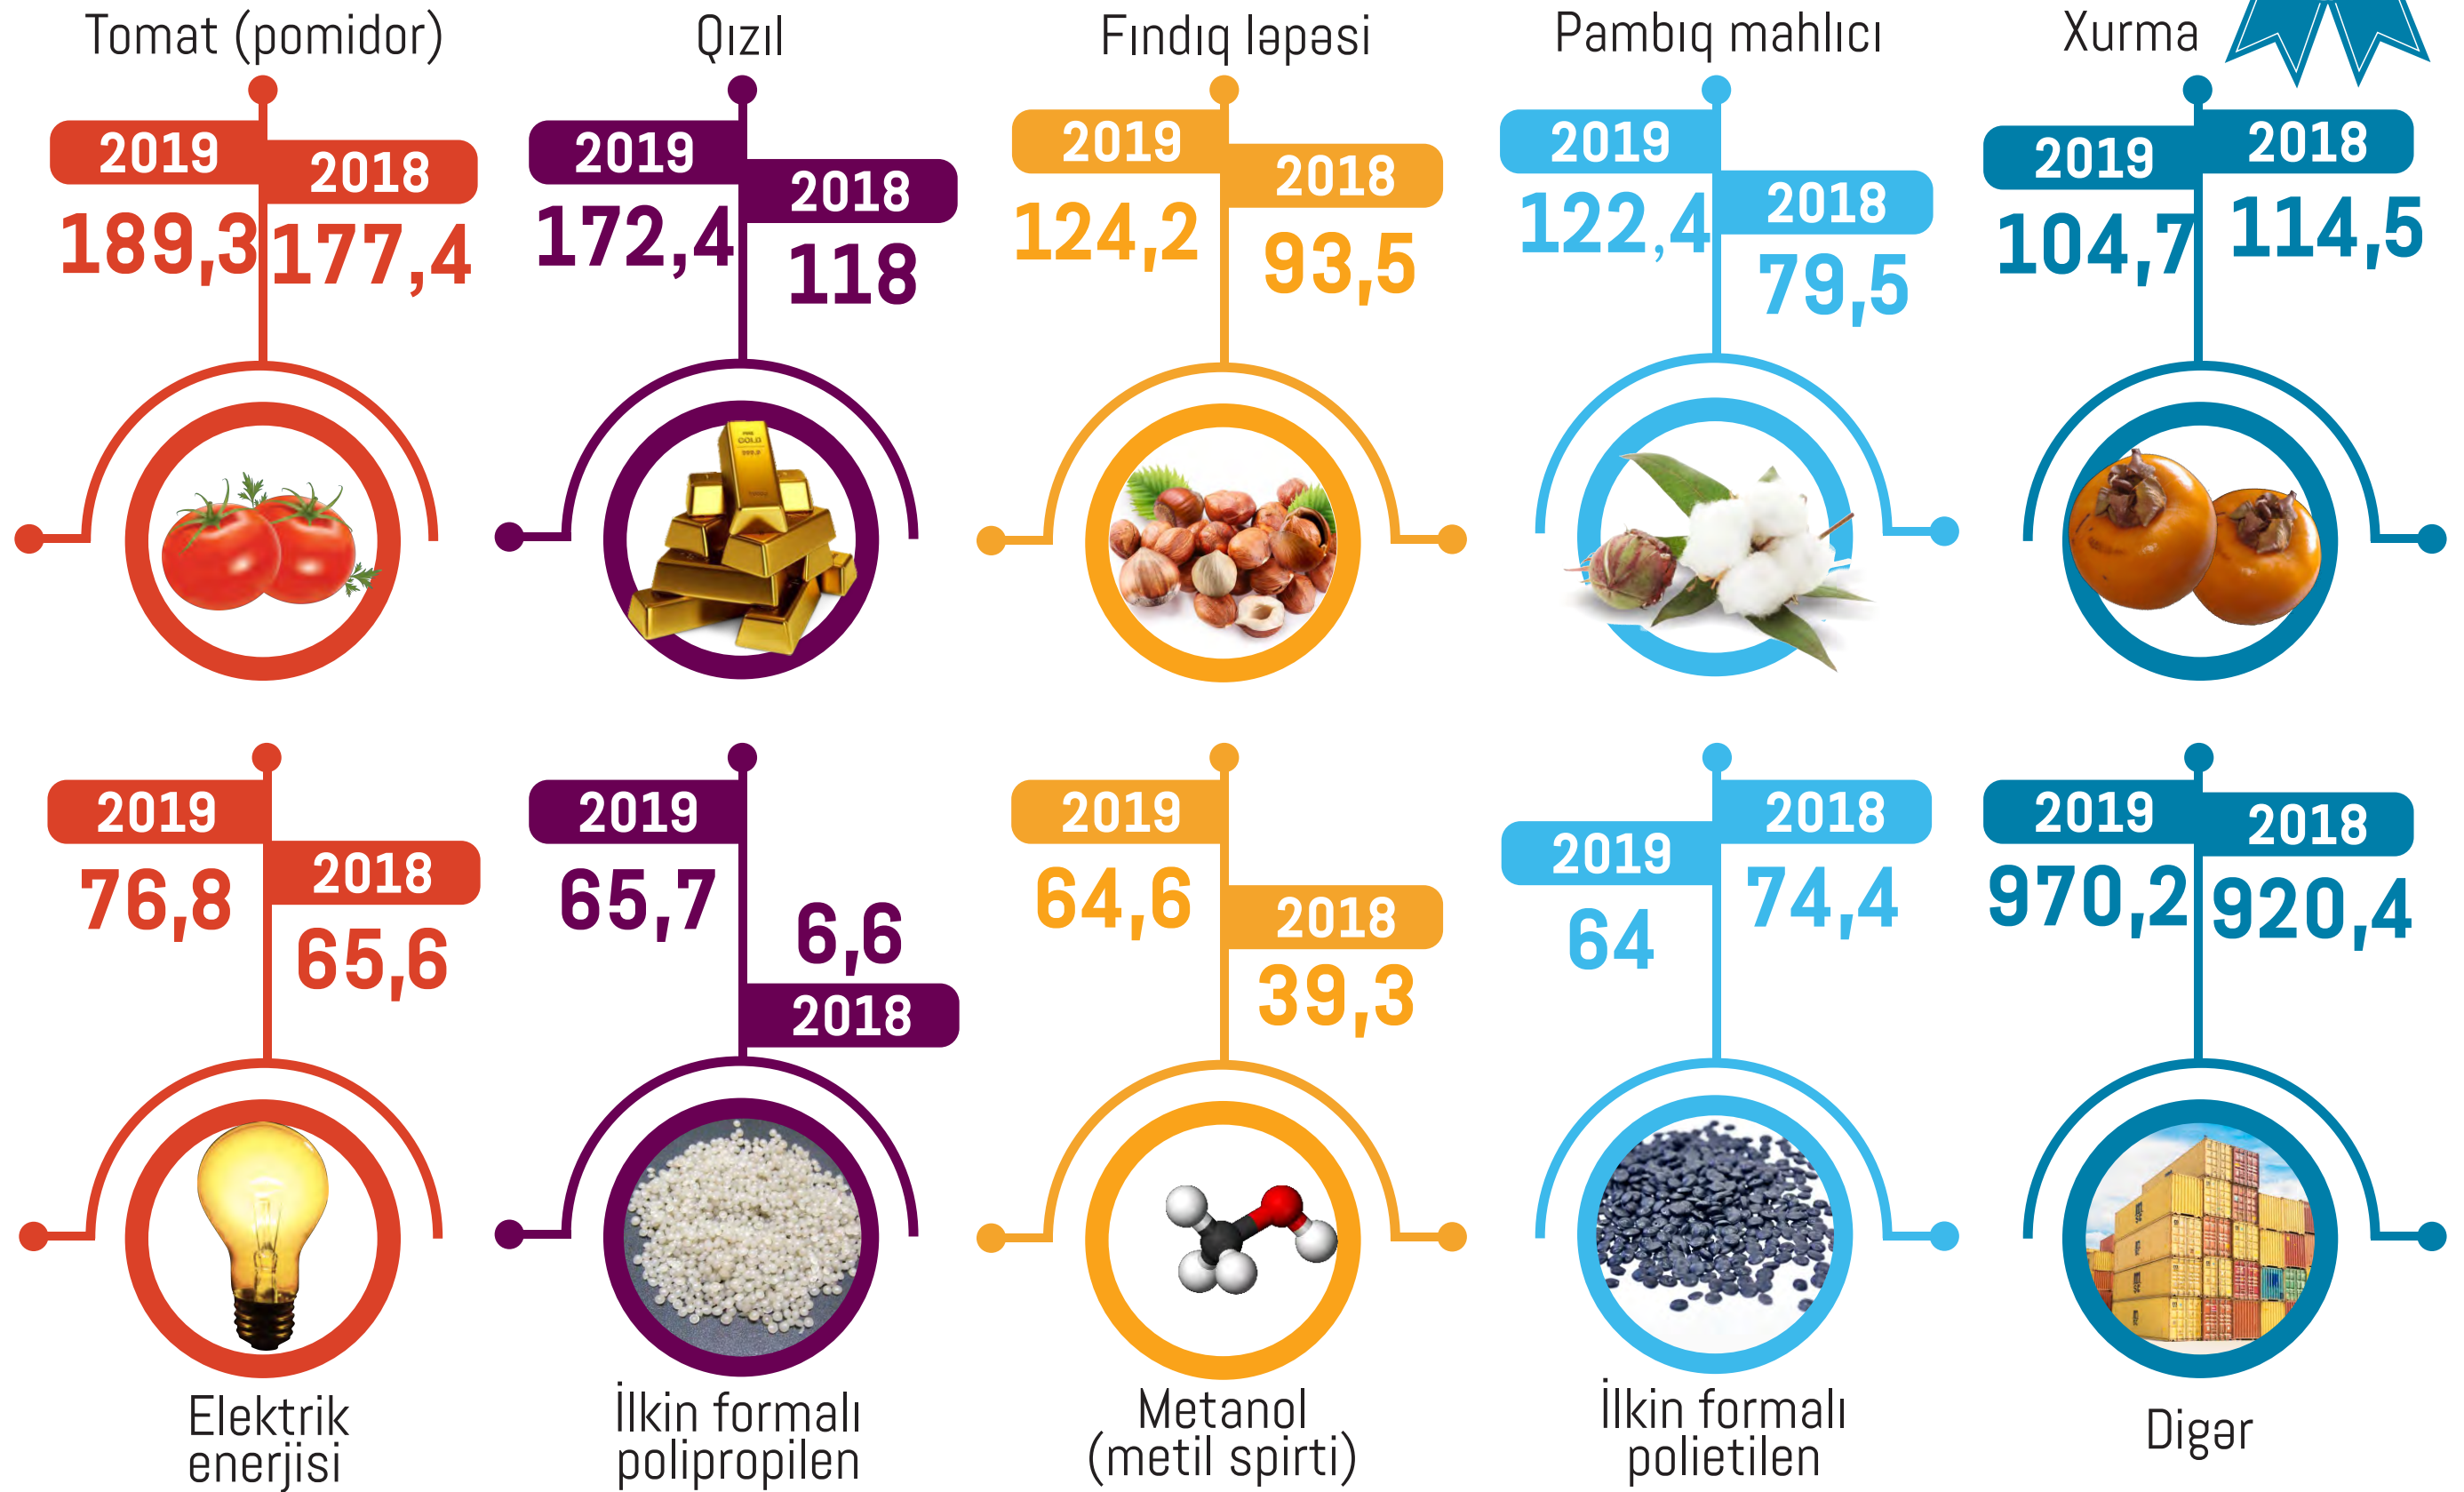 Tomat (pomidor)
2019
2018
189,3
177,4
Qızıl
2019
2018
172,4
118
Fındıq ləpəsi
2019
2018
124,2
93,5
Pambıq mahlıcı
2019
2018
122,4
79,5
Xurma
2019
2018
104,7
114,5
2019
2018
76,8
65,6
Elektrik
enerjisi
2019
65,7
6,6
2018
İlkin formalı
polipropilen
2019
2018
64,6
39,3
Metanol
(metil spirti)
2019
2018
64
74,4
İlkin formalı
polietilen
2019
2018
970,2
920,4
Digər
GOLD
999.9